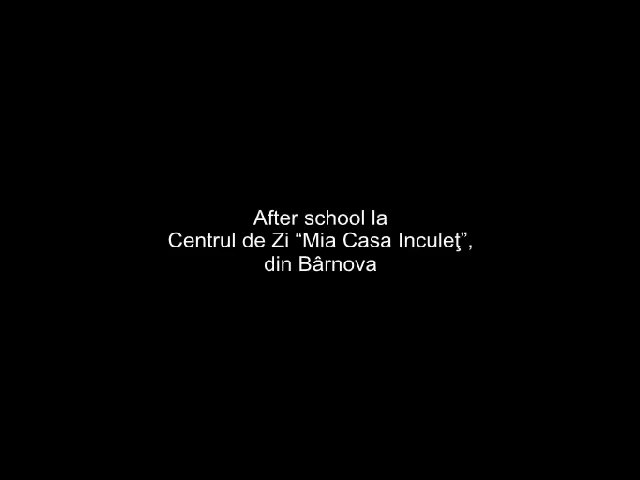 After school la
Centrul de Zi “Mia Casa Inculeţ”,
din Bârnova